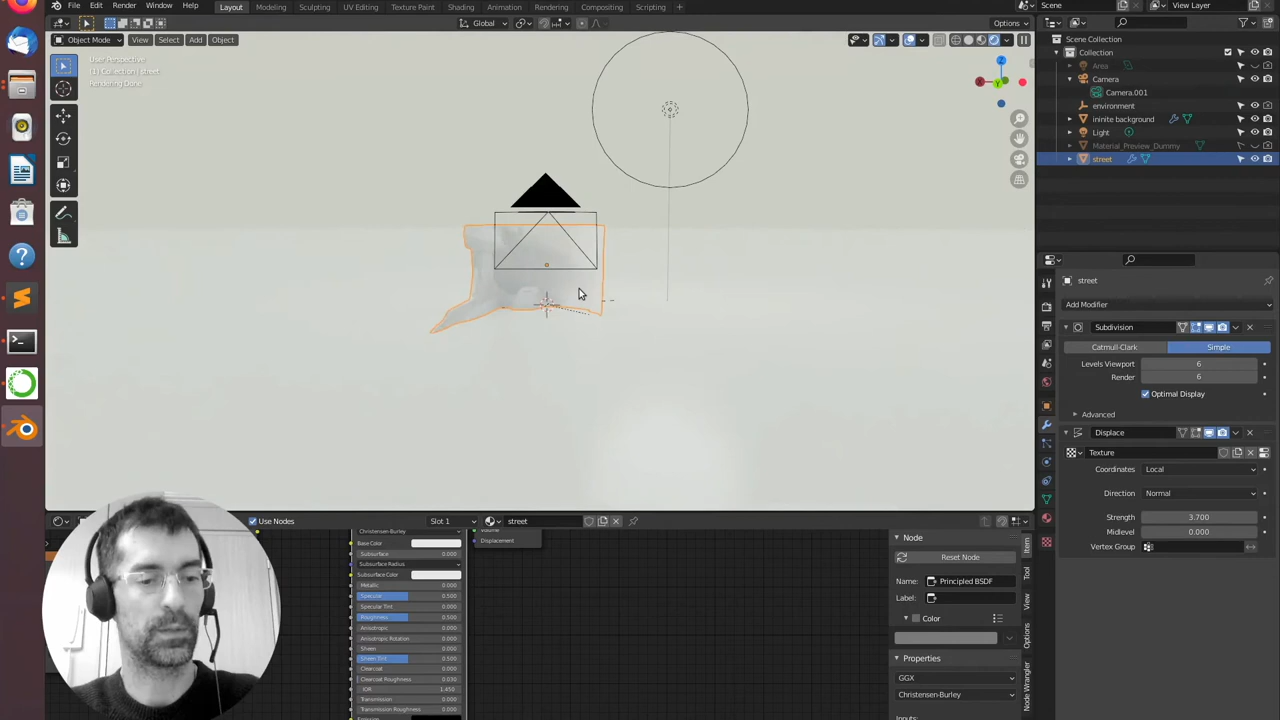 File Edit Render Window Help
Layout Modeling Sculpting UV Editing Texture Paint Shading Animation Rendering Compositing Scripting +
Scene
View Layer
Global
Options
Object Mode View Select Add Object
User Perspective
(1) Collection | street
Rendering Done
Scene Collection
Collection
Area
Camera
Camera.001
environment
ininite background
Light
Material_Preview_Dummy
street
street
Add Modifier
Subdivision
Catmull-Clark Simple
Levels Viewport 6
Render 6
Optimal Display
Advanced
Displace
Texture
Coordinates Local
Direction Normal
Strength 3.700
Midlevel 0.000
Vertex Group
Use Nodes Slot 1 street
Christensen-Burley
Base Color
Subsurface 0.000
Subsurface Radius
Subsurface Color
Metallic 0.000
Specular 0.500
Specular Tint 0.000
Roughness 0.500
Anisotropic 0.000
Anisotropic Rotation 0.000
Sheen 0.000
Sheen Tint 0.500
Clearcoat 0.000
Clearcoat Roughness 0.030
IOR 1.450
Transmission 0.000
Transmission Roughness 0.000
Volume
Displacement
Node
Reset Node
Name: Principled BSDF
Label:
Color
Properties
GGX
Christensen-Burley
Item
Tool
View
Options
Node Wrangler